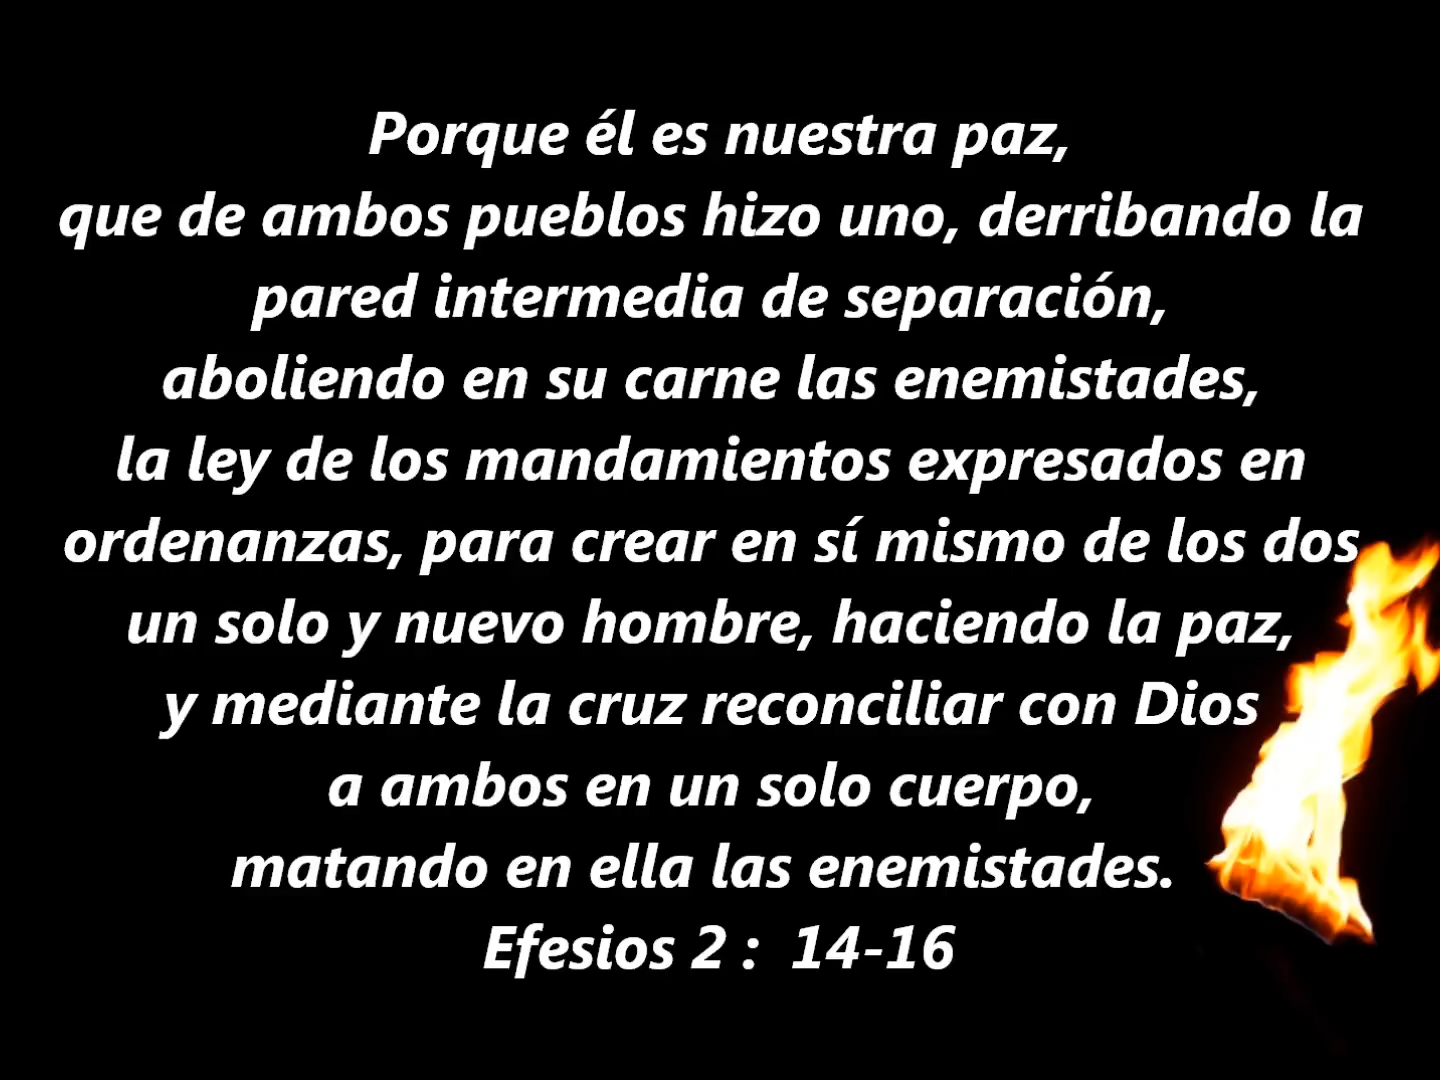 Porque él es nuestra paz,
que de ambos pueblos hizo uno, derribando la
pared intermedia de separación,
aboliendo en su carne las enemistades,
la ley de los mandamientos expresados en
ordenanzas, para crear en sí mismo de los dos
un solo y nuevo hombre, haciendo la paz,
y mediante la cruz reconciliar con Dios
a ambos en un solo cuerpo,
matando en ella las enemistades.
Efesios 2 :  14-16